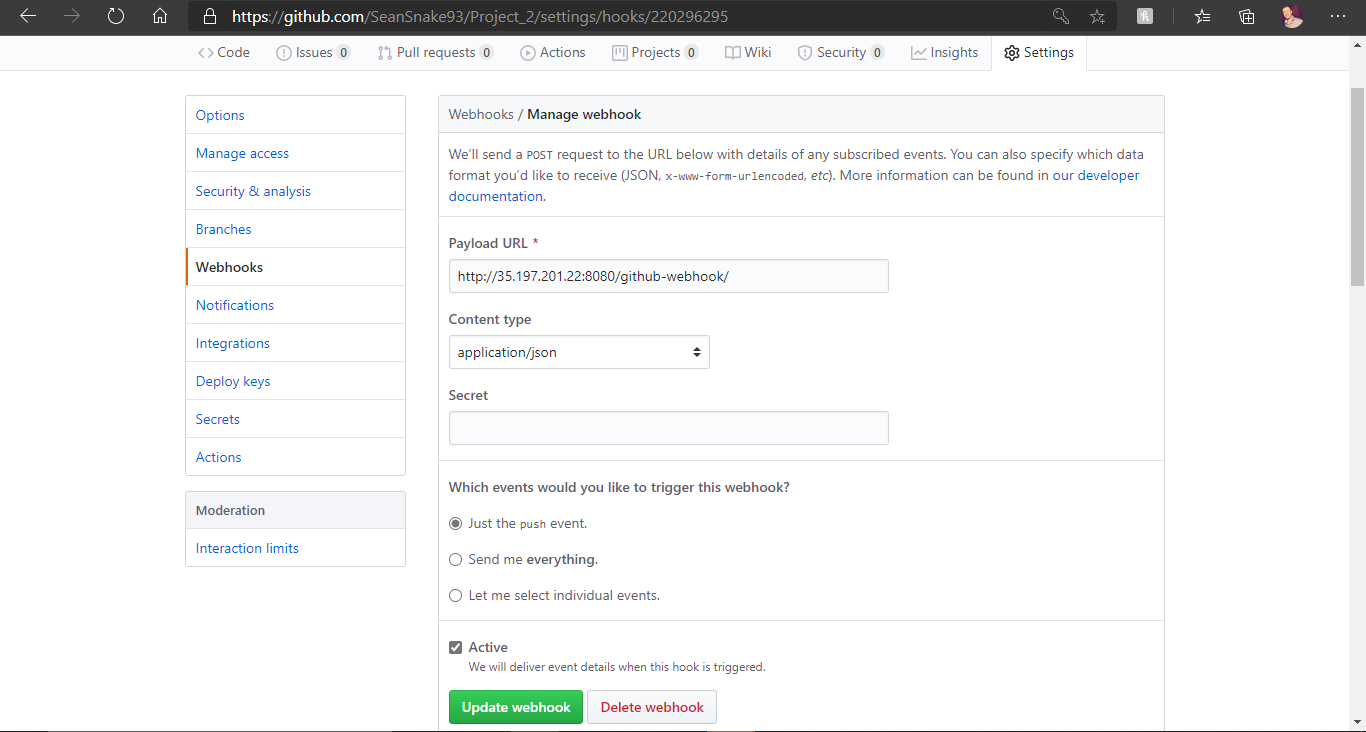 https://github.com/SeanSnake93/Project_2/settings/hooks/220296295
Code Issues 0 Pull requests 0 Actions Projects 0 Wiki Security 0 Insights Settings
Options
Manage access
Security & analysis
Branches
Webhooks
Notifications
Integrations
Deploy keys
Secrets
Actions
Moderation
Interaction limits
Webhooks / Manage webhook
We'll send a POST request to the URL below with details of any subscribed events. You can also specify which data
format you'd like to receive (JSON, x-www-form-urlencoded, etc). More information can be found in our developer
documentation.
Payload URL *
http://35.197.201.22:8080/github-webhook/
Content type
application/json
Secret
Which events would you like to trigger this webhook?
Just the push event.
Send me everything.
Let me select individual events.
Active
We will deliver event details when this hook is triggered.
Update webhook Delete webhook